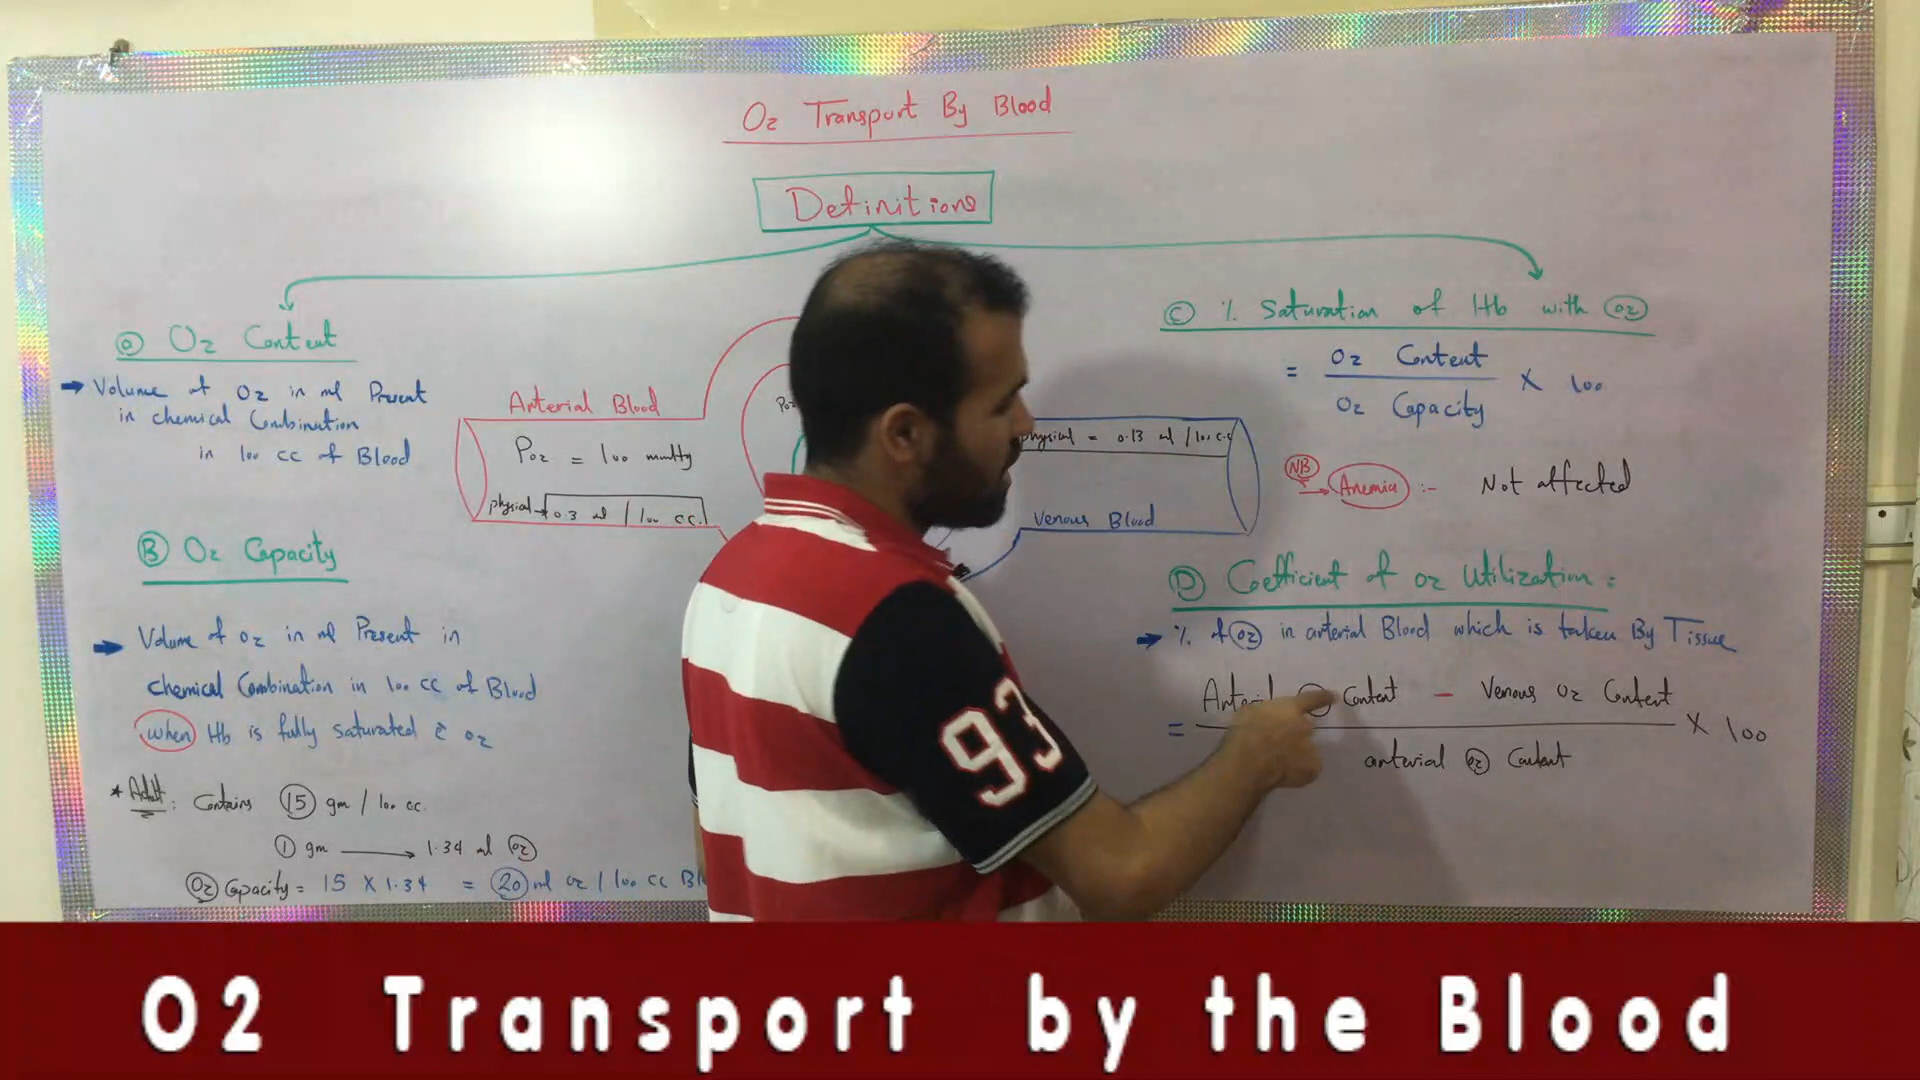 O2 Transport By Blood
Definitions
a O2 Content
Volume of O2 in ml Present
in chemical Combination
in 100 cc of Blood
B O2 Capacity
Volume of O2 in ml Present in
chemical Combination in 100 cc of Blood
when Hb is fully saturated c̄ O2
* Adult : Contains 15 gm / 100 cc.
1 gm → 1.34 ml O2
O2 Capacity = 15 X 1.34 = 20 ml O2 / 100 cc
Arterial Blood
PO2 = 100 mmHg
physical → 0.3 ml / 100 cc.
PO2
physical = 0.13 ml / 100 c.c
Venous Blood
C % Saturation of Hb with O2
= O2 Content
O2 Capacity
X 100
NB → Anemia :- Not affected
D Coefficient of O2 Utilization :
% of O2 in arterial Blood which is taken By Tissue
= Content - Venous O2 Content
arterial O2 Content
X 100
93
O2 Transport by the Blood